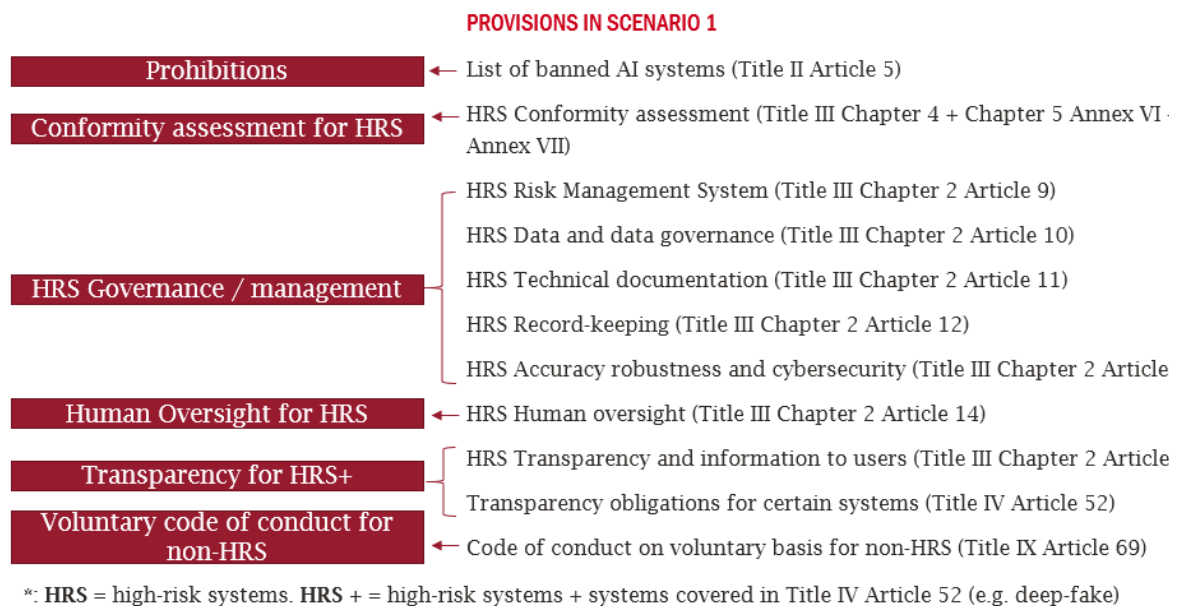 PROVISIONS IN SCENARIO 1
Prohibitions
List of banned AI systems (Title II Article 5)
Conformity assessment for HRS
HRS Conformity assessment (Title III Chapter 4 + Chapter 5 Annex VI -
Annex VII)
HRS Governance / management
HRS Risk Management System (Title III Chapter 2 Article 9)
HRS Data and data governance (Title III Chapter 2 Article 10)
HRS Technical documentation (Title III Chapter 2 Article 11)
HRS Record-keeping (Title III Chapter 2 Article 12)
HRS Accuracy robustness and cybersecurity (Title III Chapter 2 Article
Human Oversight for HRS
HRS Human oversight (Title III Chapter 2 Article 14)
Transparency for HRS+
HRS Transparency and information to users (Title III Chapter 2 Article
Transparency obligations for certain systems (Title IV Article 52)
Voluntary code of conduct for
non-HRS
Code of conduct on voluntary basis for non-HRS (Title IX Article 69)
*: HRS = high-risk systems. HRS + = high-risk systems + systems covered in Title IV Article 52 (e.g. deep-fake)